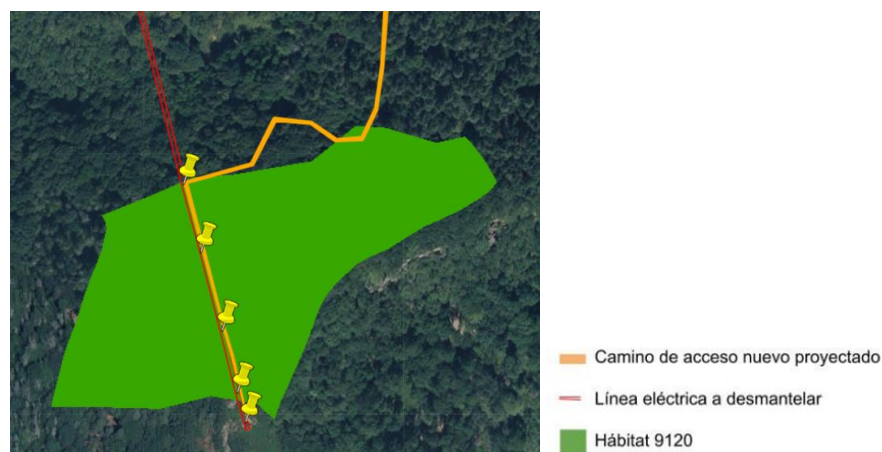 Camino de acceso nuevo proyectado
Línea eléctrica a desmantelar
Hábitat 9120